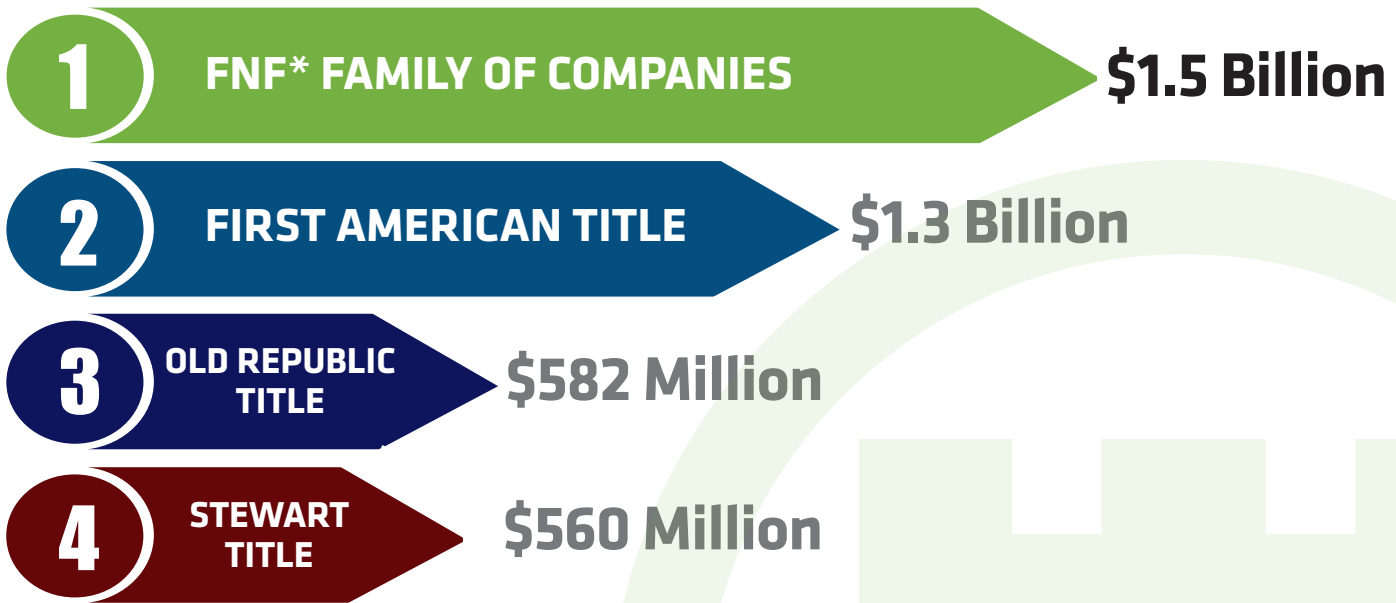 1
FNF* FAMILY OF COMPANIES
$1.5 Billion
2
FIRST AMERICAN TITLE
$1.3 Billion
3
OLD REPUBLIC
TITLE
$582 Million
4
STEWART
TITLE
$560 Million